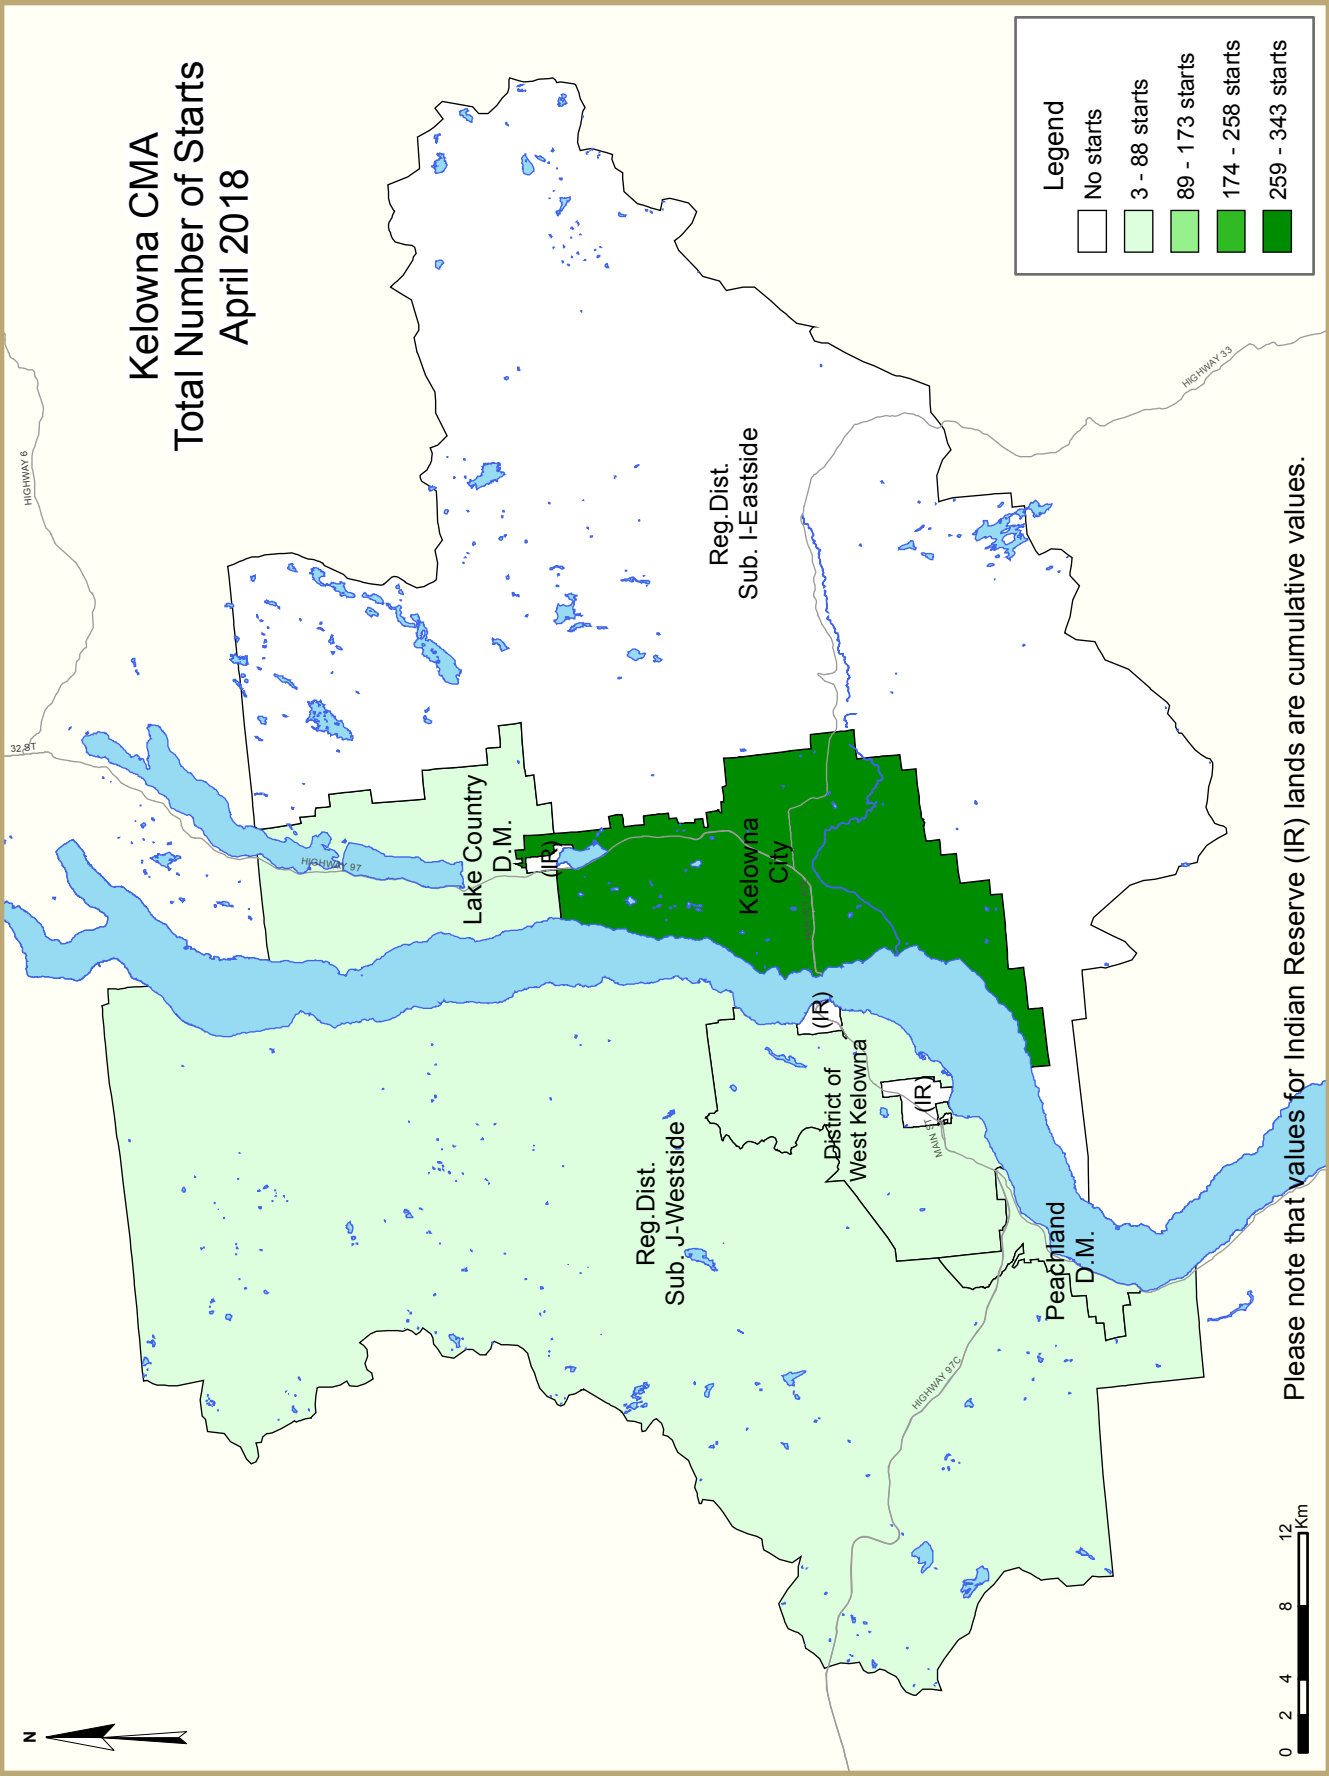 Kelowna CMA
Total Number of Starts
April 2018
N
HIGHWAY 6
32 ST
HIGHWAY 97
Lake Country
D.M.
(IR)
Reg.Dist.
Sub. I-Eastside
Kelowna
City
HIGHWAY 33
Reg.Dist.
Sub. J-Westside
(IR)
District of
West Kelowna
(IR)
MAIN ST
Peachland
D.M.
HIGHWAY 97C
Legend
No starts
3 - 88 starts
89 - 173 starts
174 - 258 starts
259 - 343 starts
0 2 4 8 12
Km
Please note that values for Indian Reserve (IR) lands are cumulative values.